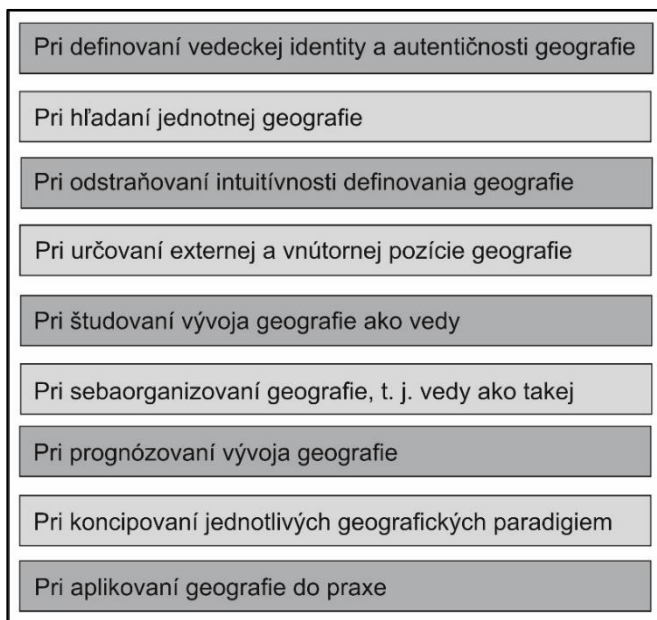 Pri definovaní vedeckej identity a autentičnosti geografie
Pri hľadaní jednotnej geografie
Pri odstraňovaní intuitívnosti definovania geografie
Pri určovaní externej a vnútornej pozície geografie
Pri študovaní vývoja geografie ako vedy
Pri sebaorganizovaní geografie, t. j. vedy ako takej
Pri prognózovaní vývoja geografie
Pri koncipovaní jednotlivých geografických paradigiem
Pri aplikovaní geografie do praxe